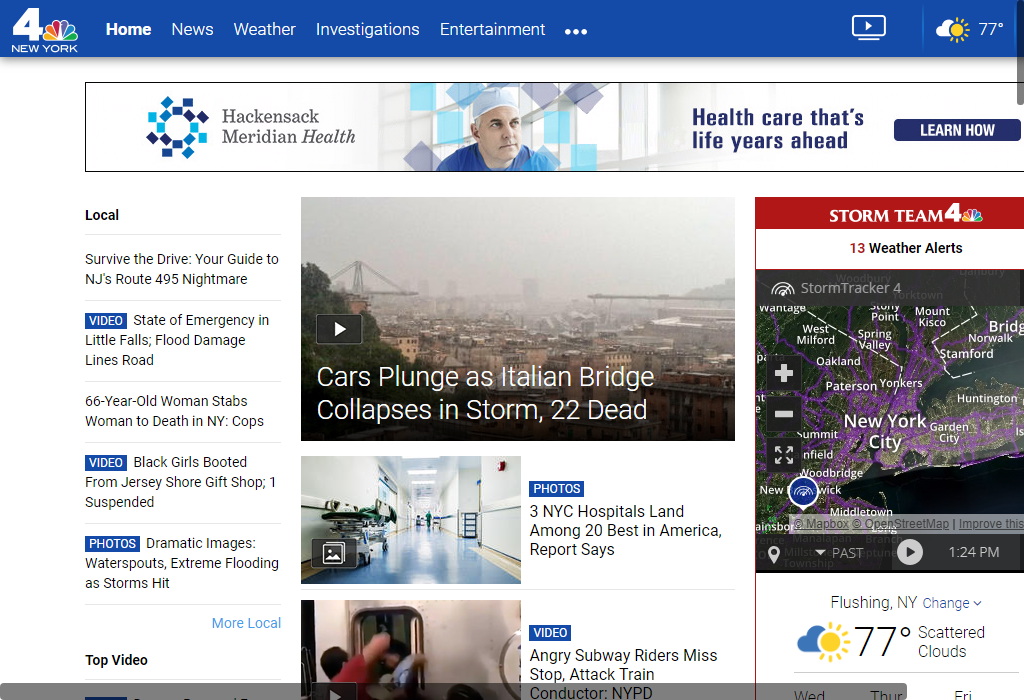 4
NEW YORK
Home News Weather Investigations Entertainment •••
77°
Hackensack
Meridian Health
Health care that's
life years ahead
LEARN HOW
Local
Survive the Drive: Your Guide to
NJ's Route 495 Nightmare
VIDEO State of Emergency in
Little Falls; Flood Damage
Lines Road
66-Year-Old Woman Stabs
Woman to Death in NY: Cops
VIDEO Black Girls Booted
From Jersey Shore Gift Shop; 1
Suspended
PHOTOS Dramatic Images:
Waterspouts, Extreme Flooding
as Storms Hit
More Local
Top Video
Cars Plunge as Italian Bridge
Collapses in Storm, 22 Dead
PHOTOS
3 NYC Hospitals Land
Among 20 Best in America,
Report Says
VIDEO
Angry Subway Riders Miss
Stop, Attack Train
Conductor: NYPD
STORM TEAM 4
13 Weather Alerts
StormTracker 4
Woodbury
Danbury
Yorktown
Wantage
Stony
Point
Mount
Kisco
West
Milford
Spring
Valley
Bridg
Norwalk
Stamford
Oakland
Paterson
Yonkers
Huntington
New York
City
Garden
City
Is
Summit
nfield
Woodbridge
New
wick
Middletown
ainsbo
© Mapbox © OpenStreetMap | Improve this
Manalapan
Branch
Millst
Township
Neptune
PAST
1:24 PM
Flushing, NY Change
77° Scattered
Clouds
Wed Thur Fri